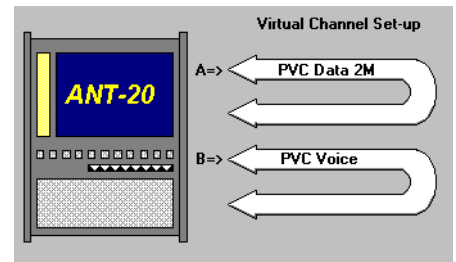 Virtual Channel Set-up
ANT-20
A=> PVC Data 2M
B=> PVC Voice